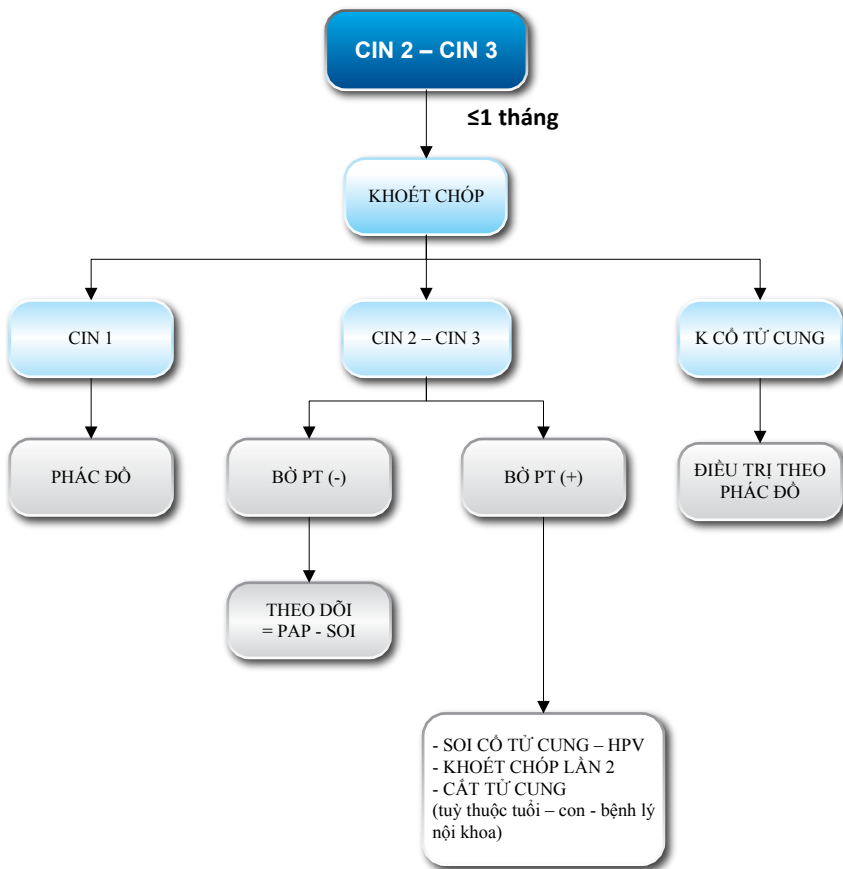 CIN 2 – CIN 3
≤1 tháng
KHOÉT CHÓP
CIN 1
CIN 2 – CIN 3
K CỔ TỬ CUNG
PHÁC ĐỒ
BỜ PT (-)
BỜ PT (+)
ĐIỀU TRỊ THEO
PHÁC ĐỒ
THEO DÕI
= PAP - SOI
- SOI CỔ TỬ CUNG – HPV
- KHOÉT CHÓP LẦN 2
- CẮT TỬ CUNG
(tuỳ thuộc tuổi – con - bệnh lý
nội khoa)